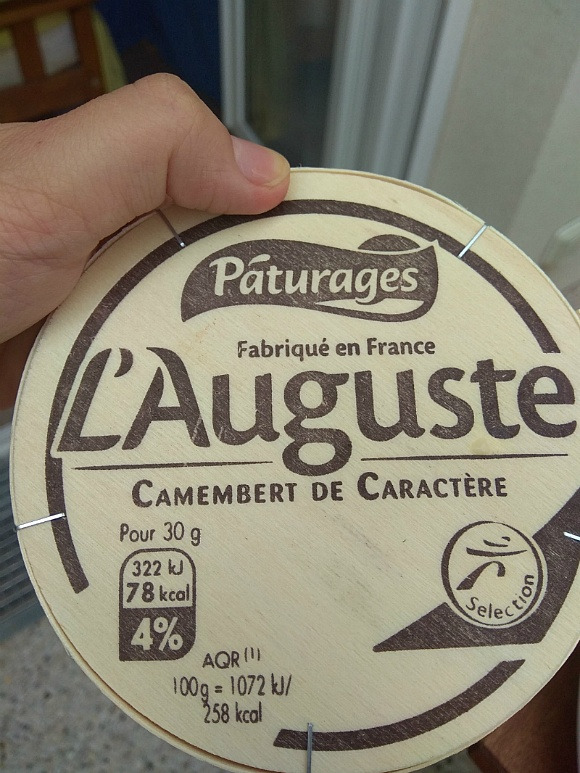 Pâturages
Fabriqué en France
L'Auguste
CAMEMBERT DE CARACTÈRE
Pour 30 g
322 kJ
78 kcal
4%
AQR (1)
100g = 1072 kJ/
258 kcal
Selection